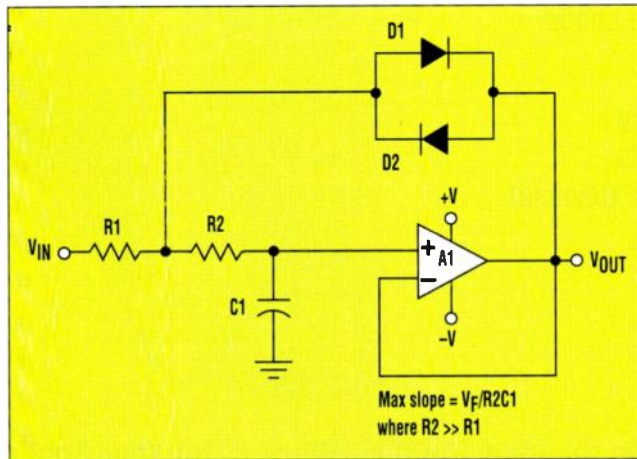 D1
D2
+V
R1
R2
VIN
+
A1
−
VOUT
C1
−V
Max slope = VF/R2C1
where R2 >> R1